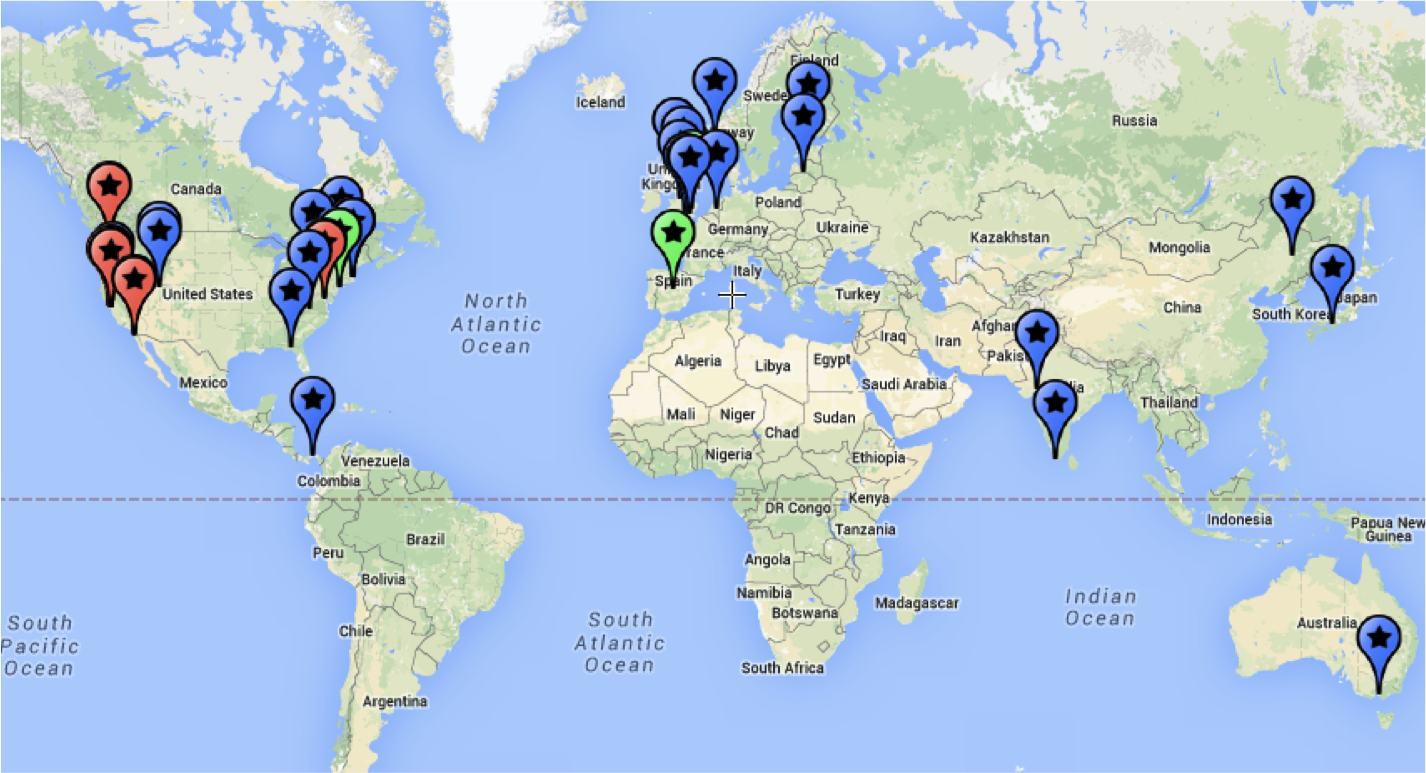 Finland
Iceland
Swede
Russia
way
Un
Kingd
Canada
Poland
Germany
Ukraine
Kazakhstan
Mongolia
rance
Italy
Spain
United States
Turkey
China
Japan
South Korea
North
Atlantic
Ocean
Afghan
Iraq
Iran
Pakist
Algeria
Libya
Egypt
Saudi Arabia
dia
Mexico
Thailand
Mali
Niger
Sudan
Chad
Nigeria
Ethiopia
Venezuela
Colombia
Kenya
DR Congo
Indonesia
Papua New
Guinea
Tanzania
Brazil
Peru
Angola
Bolivia
Namibia
Botswana
Madagascar
Indian
Ocean
South
Pacific
Ocean
Chile
South
Atlantic
Ocean
Australia
South Africa
Argentina